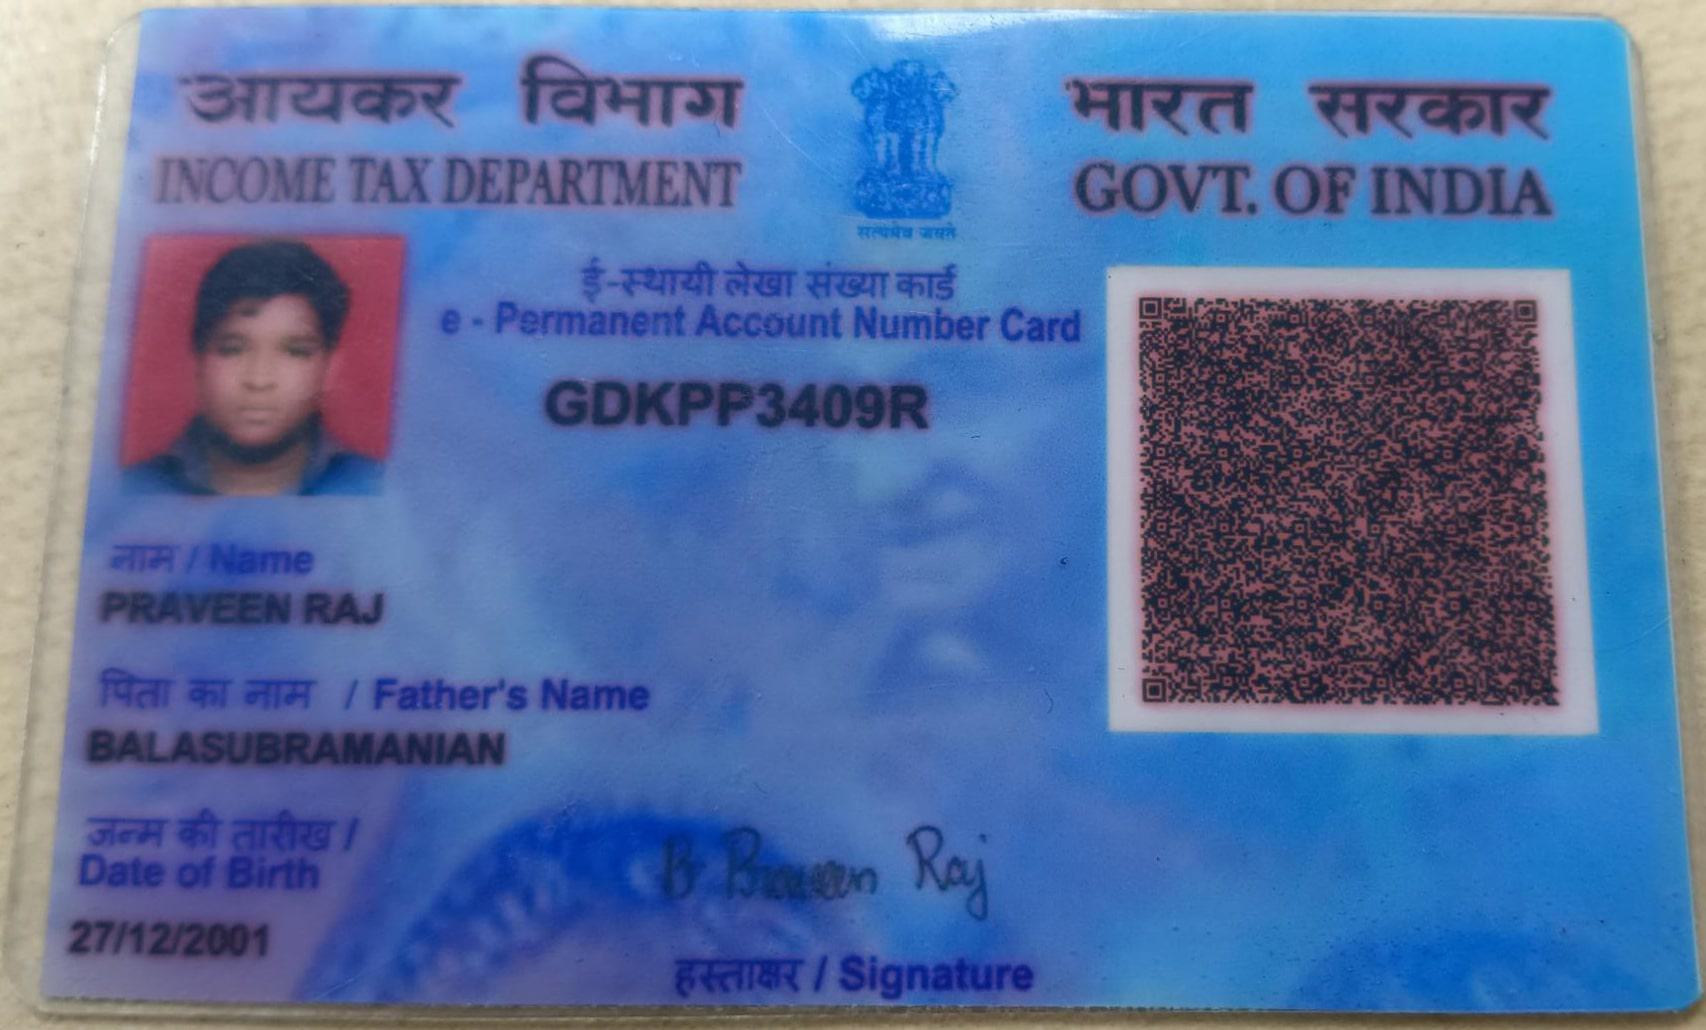 आयकर विभाग
INCOME TAX DEPARTMENT
भारत सरकार
GOVT. OF INDIA
सत्यमेव जयते
ई-स्थायी लेखा संख्या कार्ड
e - Permanent Account Number Card
GDKPP3409R
नाम / Name
PRAVEEN RAJ
पिता का नाम / Father's Name
BALASUBRAMANIAN
जन्म की तारीख /
Date of Birth
27/12/2001
B Praveen Raj
हस्ताक्षर / Signature